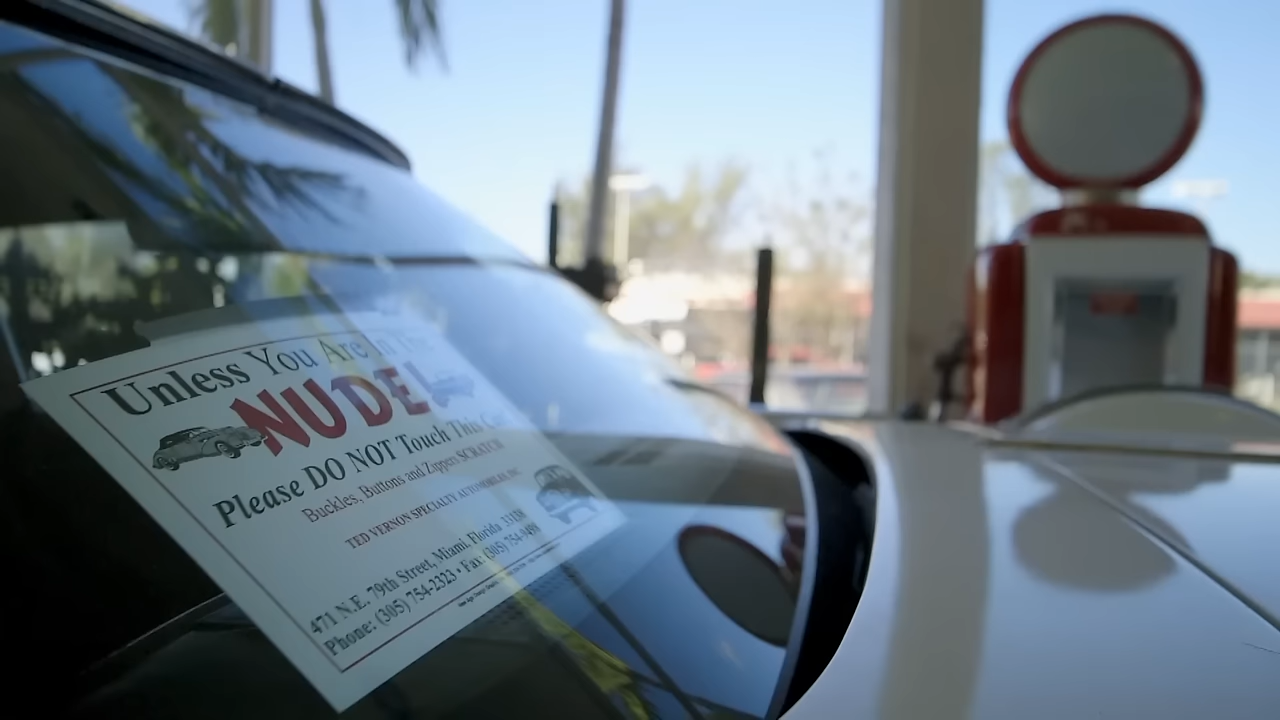 Unless You Are In The
NUDE!
Please DO NOT Touch This Car
Buckles, Buttons and Zippers SCRATCH
TED VERNON SPECIALTY AUTOMOBILES, INC
471 N.E. 79th Street, Miami, Florida 33138
Phone: (305) 754-2323 • Fax: (305) 754-9494